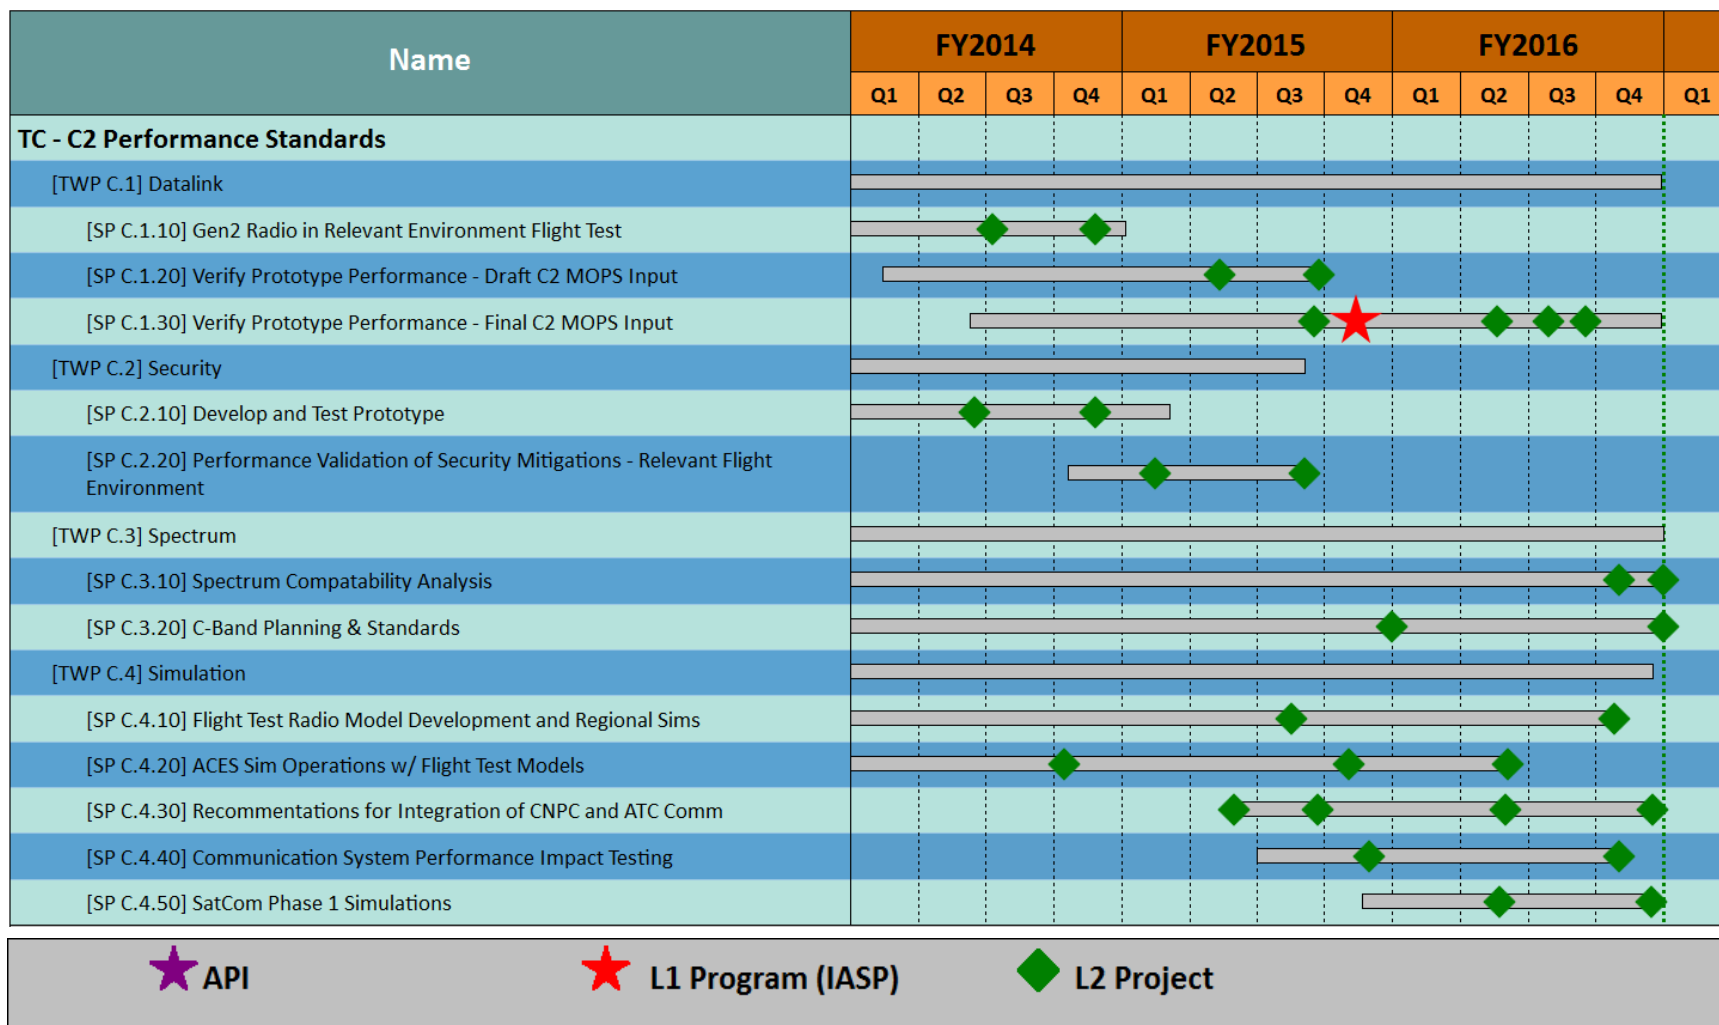 Name
FY2014 FY2015 FY2016
Q1 Q2 Q3 Q4 Q1 Q2 Q3 Q4 Q1 Q2 Q3 Q4 Q1
TC - C2 Performance Standards
[TWP C.1] Datalink
[SP C.1.10] Gen2 Radio in Relevant Environment Flight Test
[SP C.1.20] Verify Prototype Performance - Draft C2 MOPS Input
[SP C.1.30] Verify Prototype Performance - Final C2 MOPS Input
[TWP C.2] Security
[SP C.2.10] Develop and Test Prototype
[SP C.2.20] Performance Validation of Security Mitigations - Relevant Flight
Environment
[TWP C.3] Spectrum
[SP C.3.10] Spectrum Compatability Analysis
[SP C.3.20] C-Band Planning & Standards
[TWP C.4] Simulation
[SP C.4.10] Flight Test Radio Model Development and Regional Sims
[SP C.4.20] ACES Sim Operations w/ Flight Test Models
[SP C.4.30] Recommentations for Integration of CNPC and ATC Comm
[SP C.4.40] Communication System Performance Impact Testing
[SP C.4.50] SatCom Phase 1 Simulations
API L1 Program (IASP) L2 Project